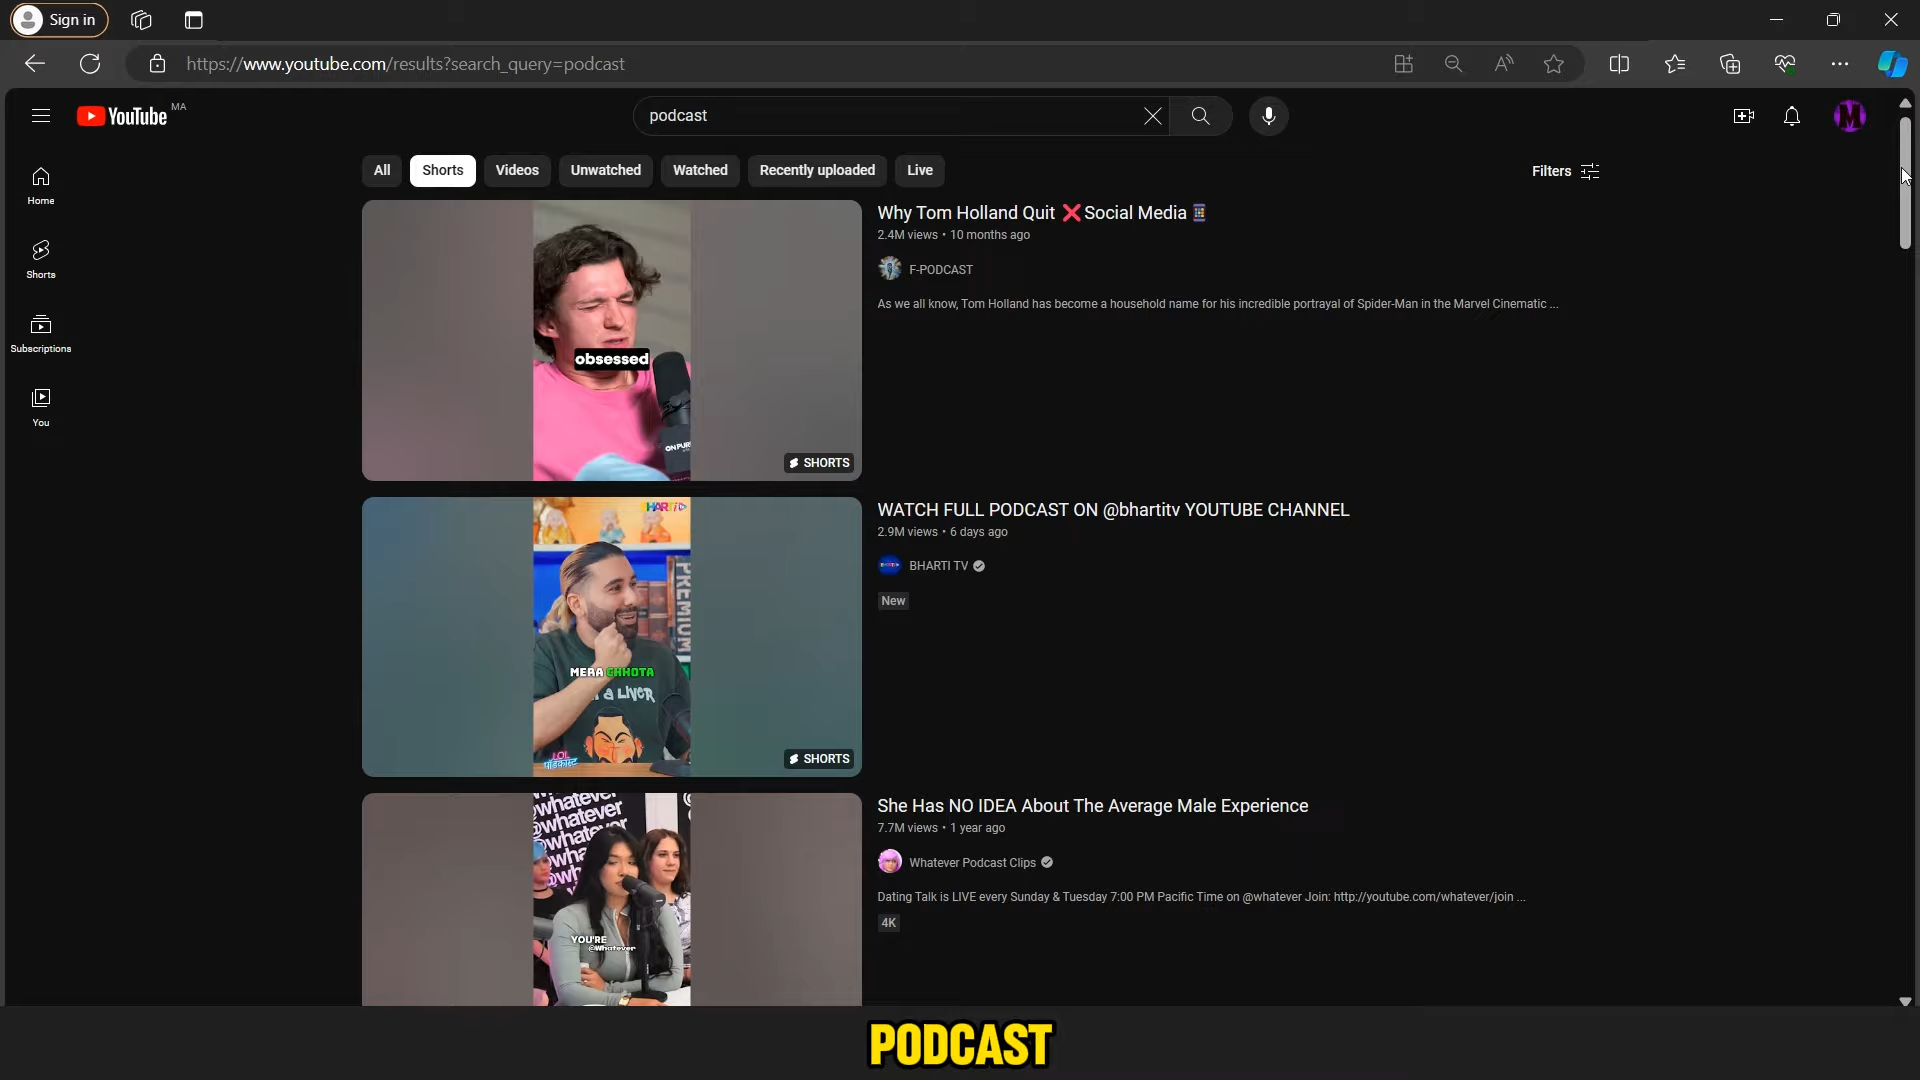 Sign in
https://www.youtube.com/results?search_query=podcast
YouTube MA
podcast
Home
Shorts
Subscriptions
You
All Shorts Videos Unwatched Watched Recently uploaded Live
Filters
obsessed
SHORTS
Why Tom Holland Quit ❌Social Media
2.4M views • 10 months ago
F-PODCAST
As we all know, Tom Holland has become a household name for his incredible portrayal of Spider-Man in the Marvel Cinematic ...
PREMIUM
MERA CHHOTA
LOL
SHORTS
WATCH FULL PODCAST ON @bhartitv YOUTUBE CHANNEL
2.9M views • 6 days ago
BHARTI TV
New
@whatever
YOU'RE
@Whatever
She Has NO IDEA About The Average Male Experience
7.7M views • 1 year ago
Whatever Podcast Clips
Dating Talk is LIVE every Sunday & Tuesday 7:00 PM Pacific Time on @whatever Join: http://youtube.com/whatever/join ...
4K
PODCAST